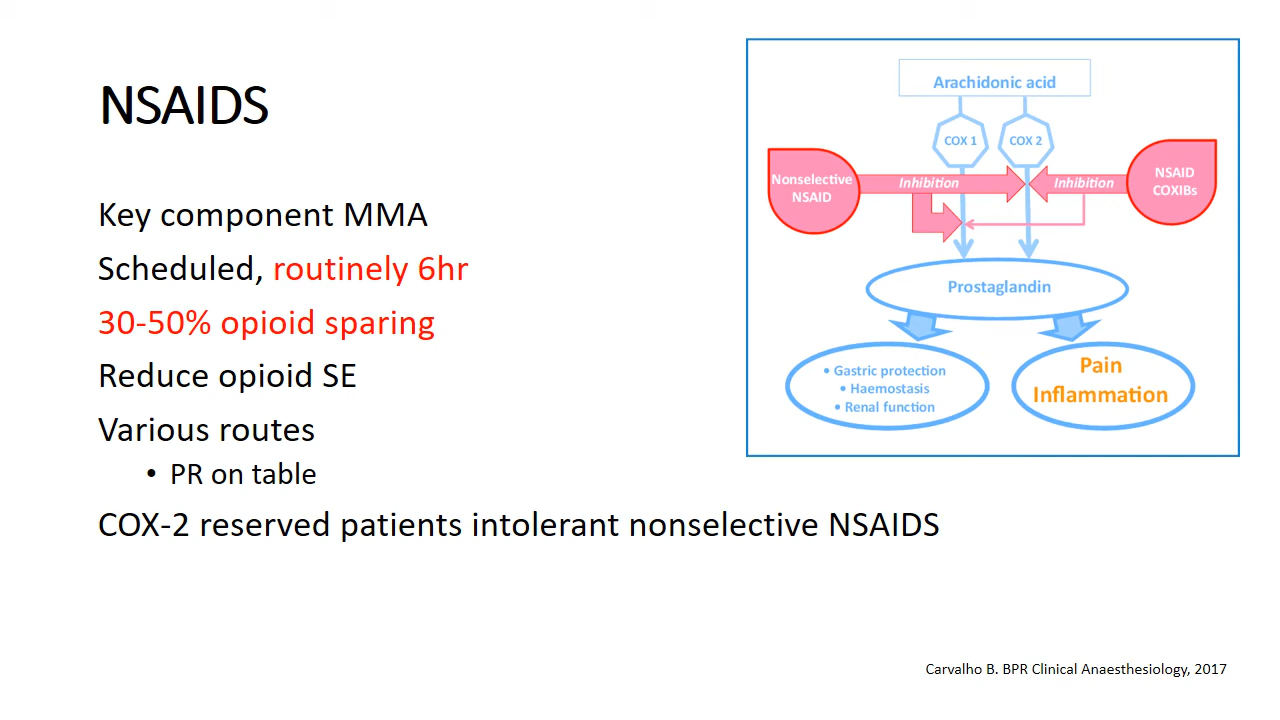 NSAIDS
Key component MMA
Scheduled, routinely 6hr
30-50% opioid sparing
Reduce opioid SE
Various routes
• PR on table
COX-2 reserved patients intolerant nonselective NSAIDS
Arachidonic acid
COX 1
COX 2
Nonselective
NSAID
Inhibition
Inhibition
NSAID
COXIBs
Prostaglandin
• Gastric protection
• Haemostasis
• Renal function
Pain
Inflammation
Carvalho B. BPR Clinical Anaesthesiology, 2017